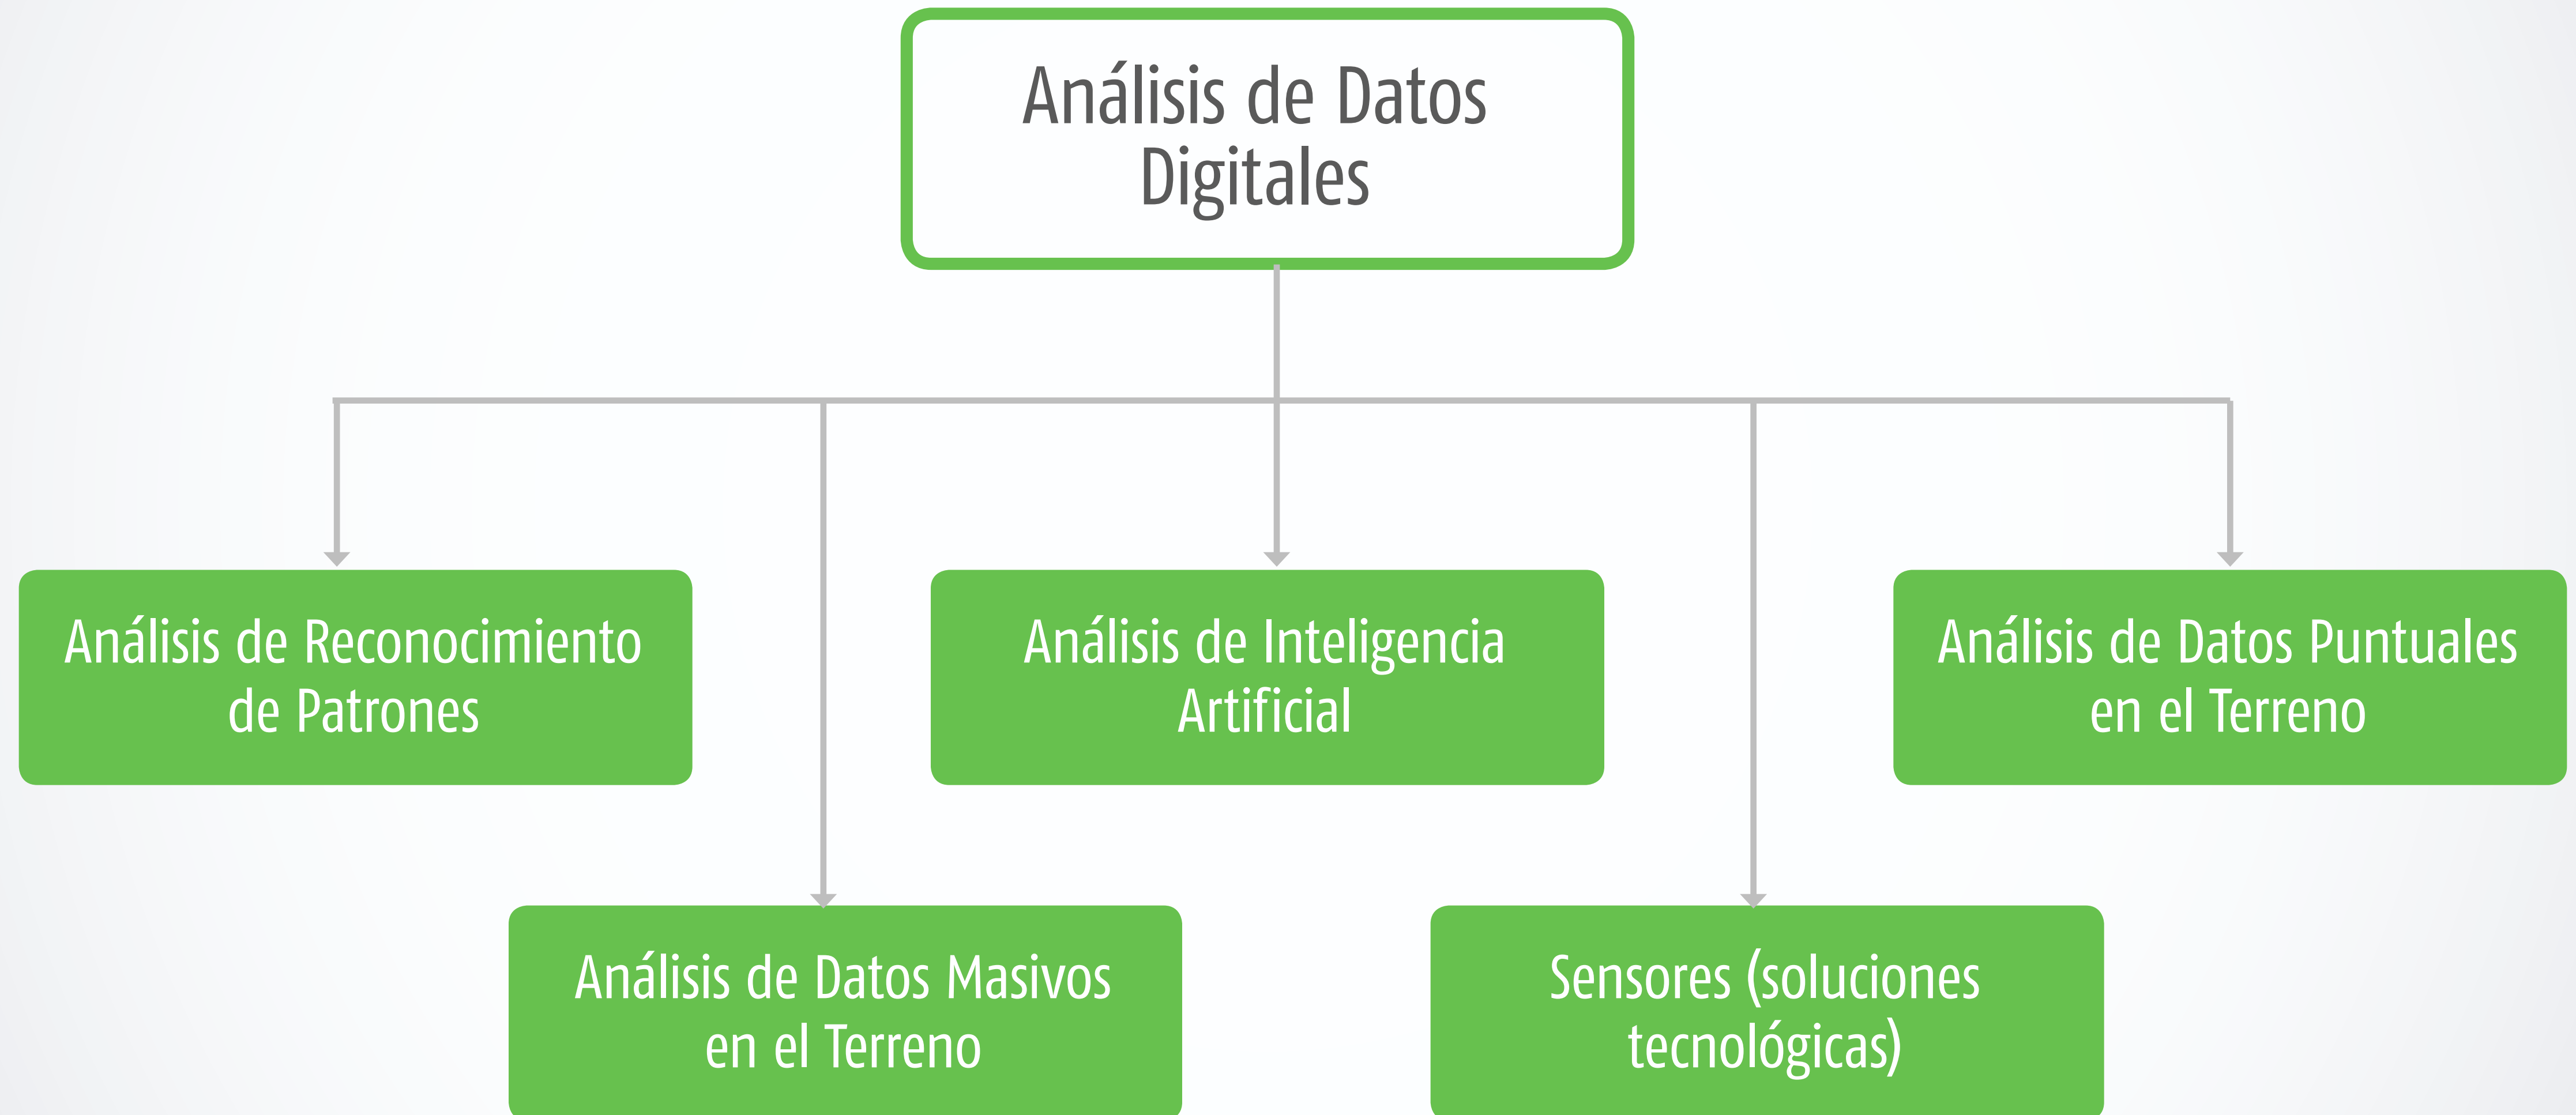 Análisis de Datos
Digitales
Análisis de Reconocimiento
de Patrones
Análisis de Inteligencia
Artificial
Análisis de Datos Puntuales
en el Terreno
Análisis de Datos Masivos
en el Terreno
Sensores (soluciones
tecnológicas)